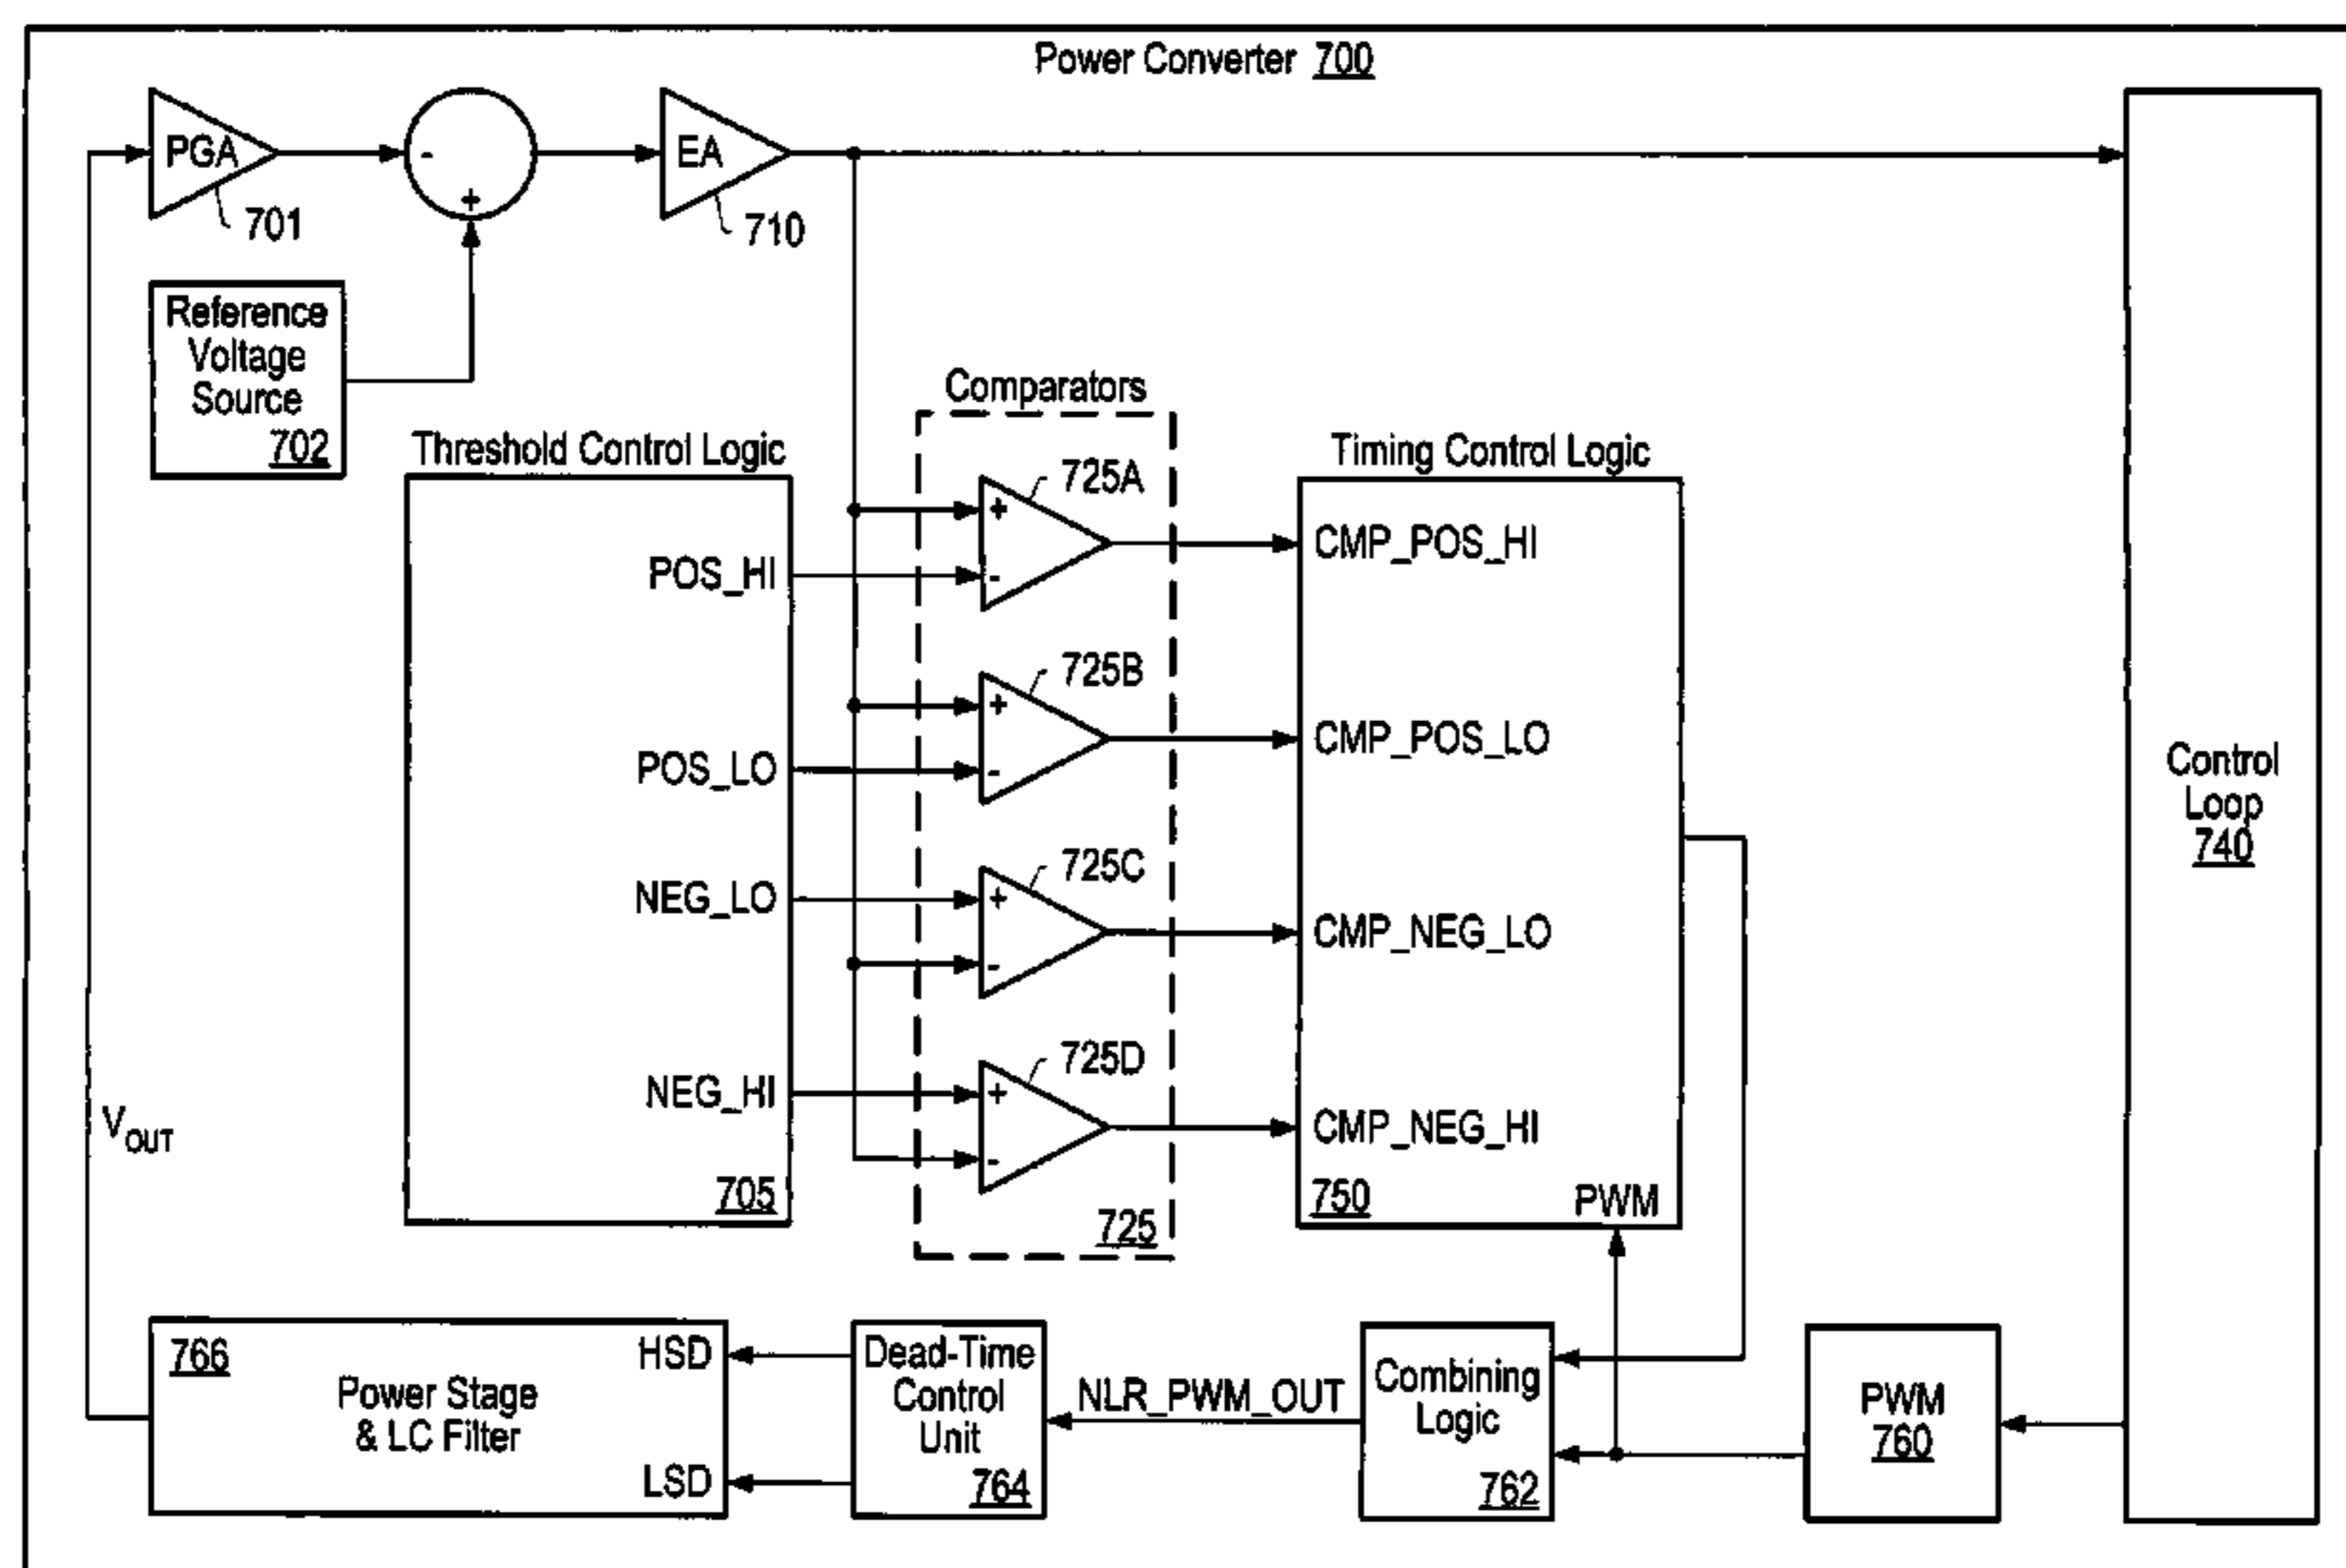 Power Converter 700
PGA
-
+
EA
701
710
Reference
Voltage
Source
702
Comparators
Threshold Control Logic
Timing Control Logic
725A
+
-
POS_HI
CMP_POS_HI
725B
+
-
POS_LO
CMP_POS_LO
725C
+
-
NEG_LO
CMP_NEG_LO
725D
+
-
NEG_HI
CMP_NEG_HI
705
725
750
PWM
Control
Loop
740
VOUT
766
HSD
Power Stage
& LC Filter
LSD
Dead-Time
Control
Unit
764
NLR_PWM_OUT
Combining
Logic
762
PWM
760